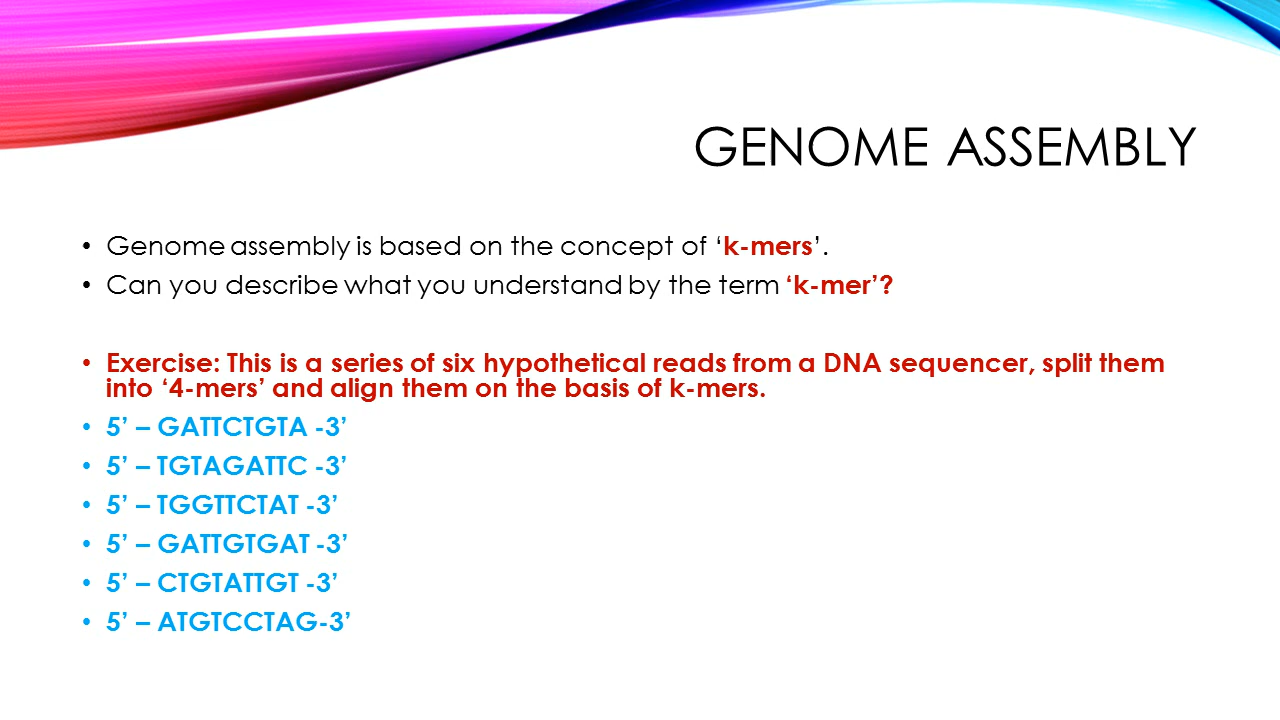 GENOME ASSEMBLY
• Genome assembly is based on the concept of ‘k-mers’.
• Can you describe what you understand by the term ‘k-mer’?
• Exercise: This is a series of six hypothetical reads from a DNA sequencer, split them
into ‘4-mers’ and align them on the basis of k-mers.
• 5’ – GATTCTGTA -3’
• 5’ – TGTAGATTC -3’
• 5’ – TGGTTCTAT -3’
• 5’ – GATTGTGAT -3’
• 5’ – CTGTATTGT -3’
• 5’ – ATGTCCTAG-3’